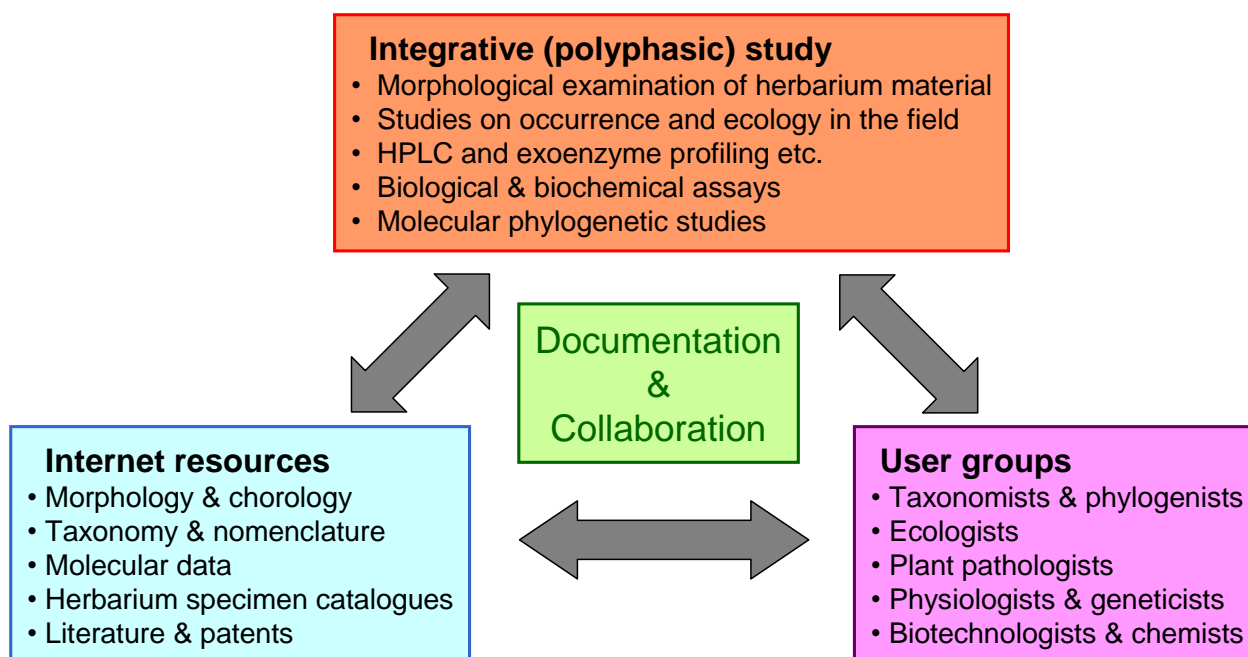 Integrative (polyphasic) study
• Morphological examination of herbarium material
• Studies on occurrence and ecology in the field
• HPLC and exoenzyme profiling etc.
• Biological & biochemical assays
• Molecular phylogenetic studies
Documentation
&
Collaboration
Internet resources
• Morphology & chorology
• Taxonomy & nomenclature
• Molecular data
• Herbarium specimen catalogues
• Literature & patents
User groups
• Taxonomists & phylogenists
• Ecologists
• Plant pathologists
• Physiologists & geneticists
• Biotechnologists & chemists